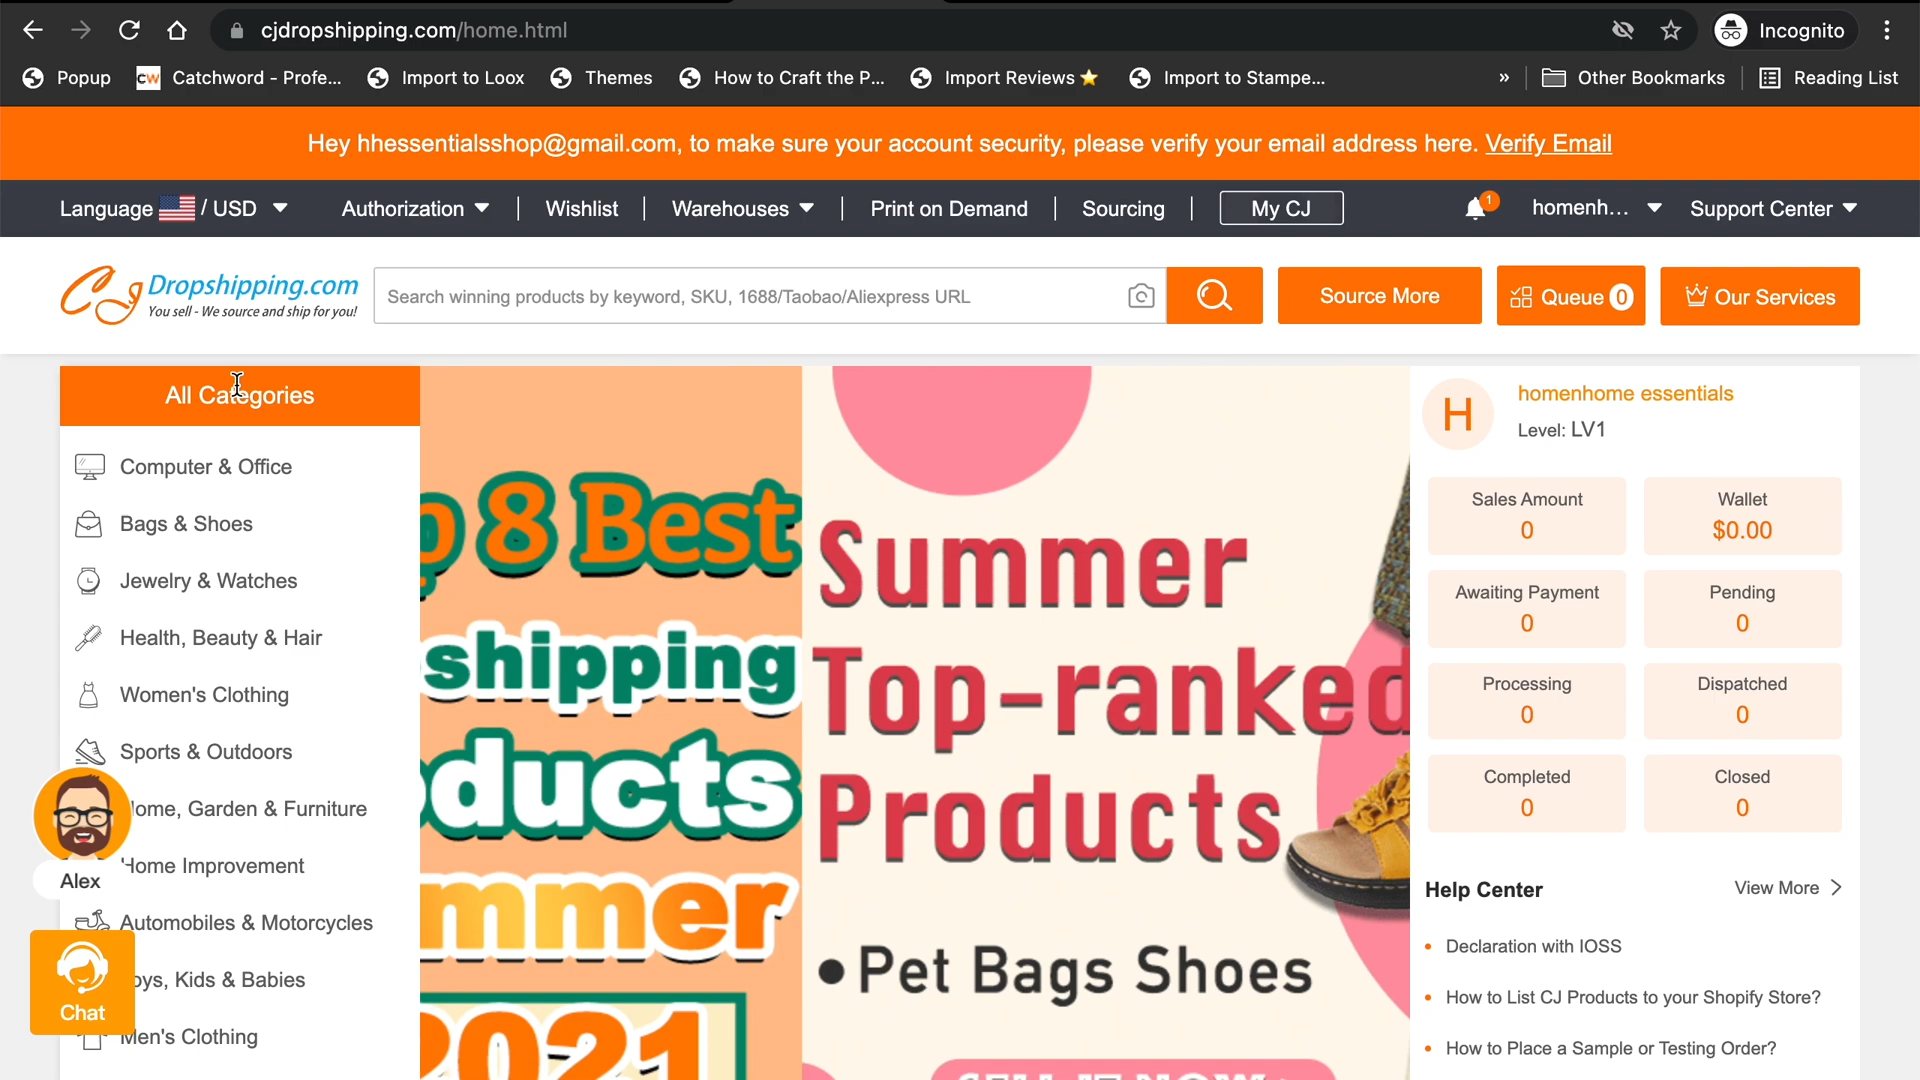 cjdropshipping.com/home.html
Incognito
Popup
CW
Catchword - Profe...
Import to Loox
Themes
How to Craft the P...
Import Reviews⭐
Import to Stampe...
»
Other Bookmarks
Reading List
Hey hhessentialsshop@gmail.com, to make sure your account security, please verify your email address here. Verify Email
Language / USD
Authorization
Wishlist
Warehouses
Print on Demand
Sourcing
My CJ
1
homenh...
Support Center
CJ Dropshipping.com
You sell - We source and ship for you!
Search winning products by keyword, SKU, 1688/Taobao/Aliexpress URL
Source More
Queue 0
Our Services
All Categories
Computer & Office
Bags & Shoes
Jewelry & Watches
Health, Beauty & Hair
Women's Clothing
Sports & Outdoors
ome, Garden & Furniture
Home Improvement
Automobiles & Motorcycles
oys, Kids & Babies
Men's Clothing
Alex
Chat
p 8 Best
shipping
ducts
mmer
2021
Summer
Top-ranked
Products
•Pet Bags Shoes
H
homenhome essentials
Level: LV1
Sales Amount
0
Wallet
$0.00
Awaiting Payment
0
Pending
0
Processing
0
Dispatched
0
Completed
0
Closed
0
Help Center
View More
• Declaration with IOSS
• How to List CJ Products to your Shopify Store?
• How to Place a Sample or Testing Order?